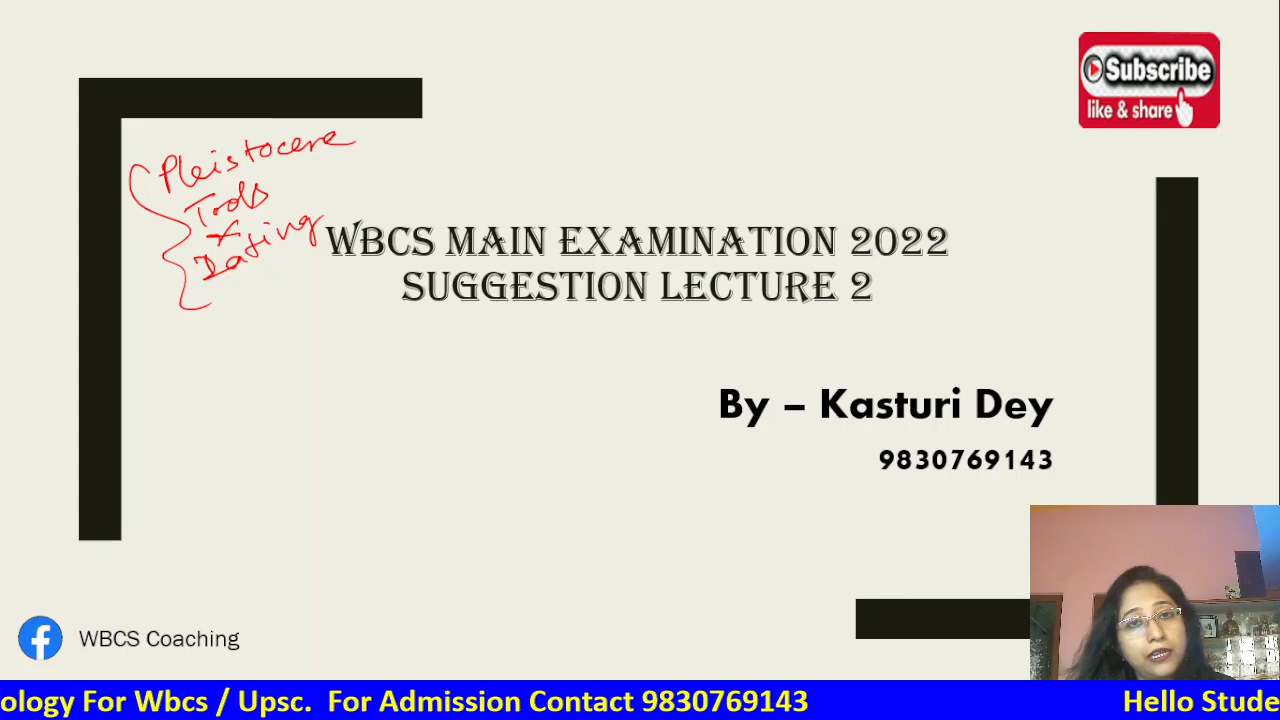 Subscribe
like & share
Pleistocene
Tools
Dating
WBCS MAIN EXAMINATION 2022
SUGGESTION LECTURE 2
By – Kasturi Dey
9830769143
WBCS Coaching
ology For Wbcs / Upsc. For Admission Contact 9830769143 Hello Stude